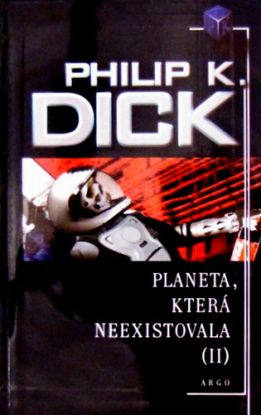 PHILIP K.
DICK
PLANETA,
KTERÁ
NEEXISTOVALA
(II)
ARGO